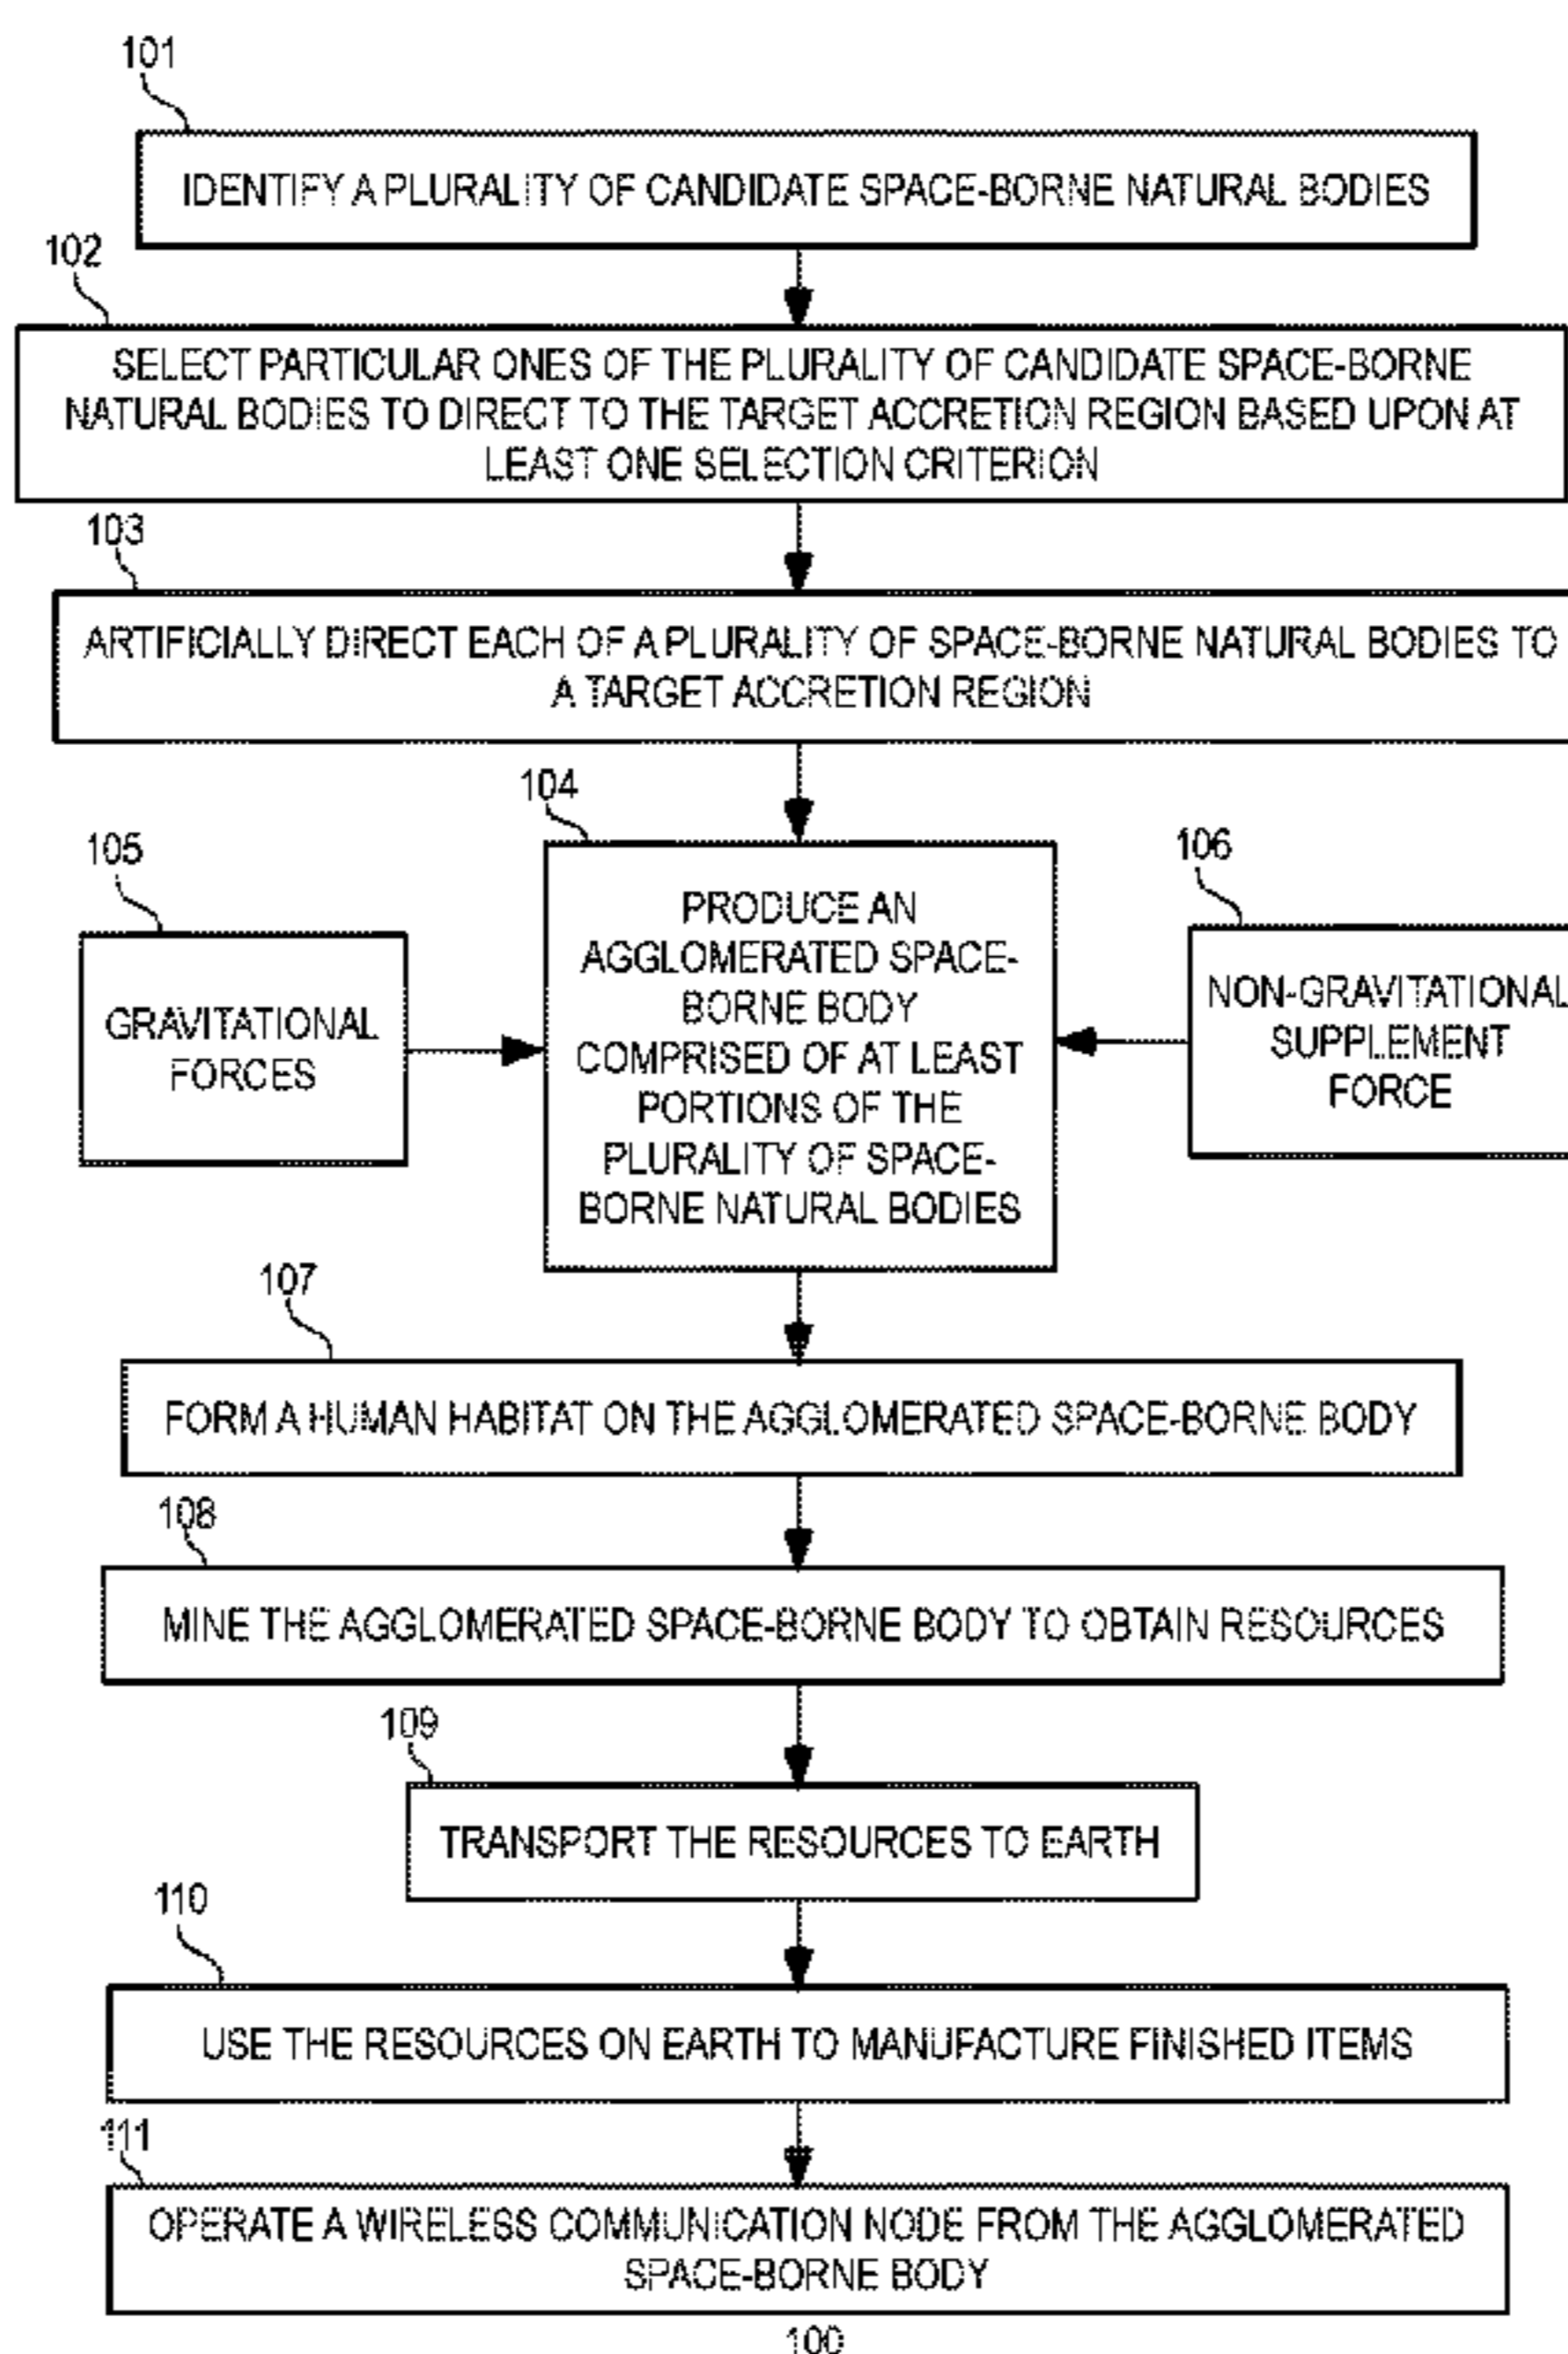 101
IDENTIFY A PLURALITY OF CANDIDATE SPACE-BORNE NATURAL BODIES
102
SELECT PARTICULAR ONES OF THE PLURALITY OF CANDIDATE SPACE-BORNE
NATURAL BODIES TO DIRECT TO THE TARGET ACCRETION REGION BASED UPON AT
LEAST ONE SELECTION CRITERION
103
ARTIFICIALLY DIRECT EACH OF A PLURALITY OF SPACE-BORNE NATURAL BODIES TO
A TARGET ACCRETION REGION
104
PRODUCE AN
AGGLOMERATED SPACE-
BORNE BODY
COMPRISED OF AT LEAST
PORTIONS OF THE
PLURALITY OF SPACE-
BORNE NATURAL BODIES
105
GRAVITATIONAL
FORCES
106
NON-GRAVITATIONAL
SUPPLEMENT
FORCE
107
FORM A HUMAN HABITAT ON THE AGGLOMERATED SPACE-BORNE BODY
108
MINE THE AGGLOMERATED SPACE-BORNE BODY TO OBTAIN RESOURCES
109
TRANSPORT THE RESOURCES TO EARTH
110
USE THE RESOURCES ON EARTH TO MANUFACTURE FINISHED ITEMS
111
OPERATE A WIRELESS COMMUNICATION NODE FROM THE AGGLOMERATED
SPACE-BORNE BODY
100